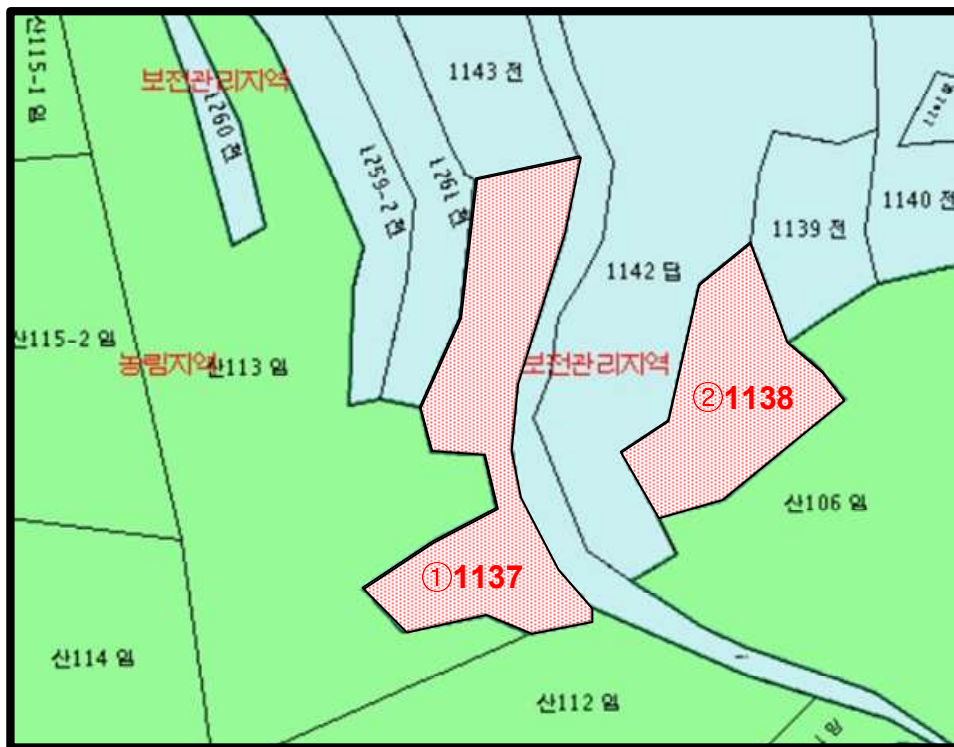 산115-1 임
보전관리지역
1260 전
1143 전
1259-2 전
1261 전
1140 전
1139 전
1142 답
산115-2 임
농림지역
산113 임
보전관리지역
②1138
산106 임
①1137
산114 임
산112 임